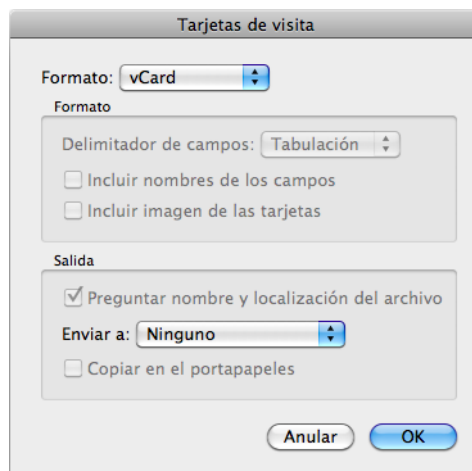 Tarjetas de visita
Formato: vCard
Formato
Delimitador de campos: Tabulación
Incluir nombres de los campos
Incluir imagen de las tarjetas
Salida
Preguntar nombre y localización del archivo
Enviar a: Ninguno
Copiar en el portapapeles
Anular OK